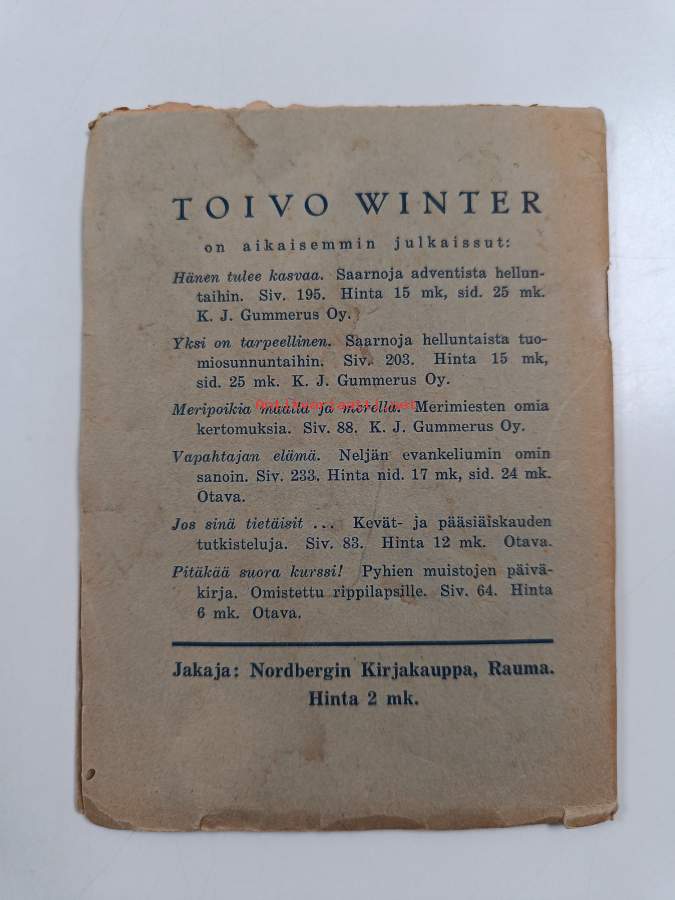 TOIVO WINTER
on aikaisemmin julkaissut:
Hänen tulee kasvaa. Saarnoja adventista hellun-
taihin. Siv. 195. Hinta 15 mk, sid. 25 mk.
K. J. Gummerus Oy.
Yksi on tarpeellinen. Saarnoja helluntaista tuo-
miosunnuntaihin. Siv. 203. Hinta 15 mk,
sid. 25 mk. K. J. Gummerus Oy.
Meripoikia maalla ja merellä. Merimiesten omia
kertomuksia. Siv. 88. K. J. Gummerus Oy.
Vapahtajan elämä. Neljän evankeliumin omin
sanoin. Siv. 233. Hinta nid. 17 mk, sid. 24 mk.
Otava.
Jos sinä tietäisit ... Kevät- ja pääsiäiskauden
tutkisteluja. Siv. 83. Hinta 12 mk. Otava.
Pitäkää suora kurssi! Pyhien muistojen päivä-
kirja. Omistettu rippilapsille. Siv. 64. Hinta
6 mk. Otava.
Jakaja: Nordbergin Kirjakauppa, Rauma.
Hinta 2 mk.